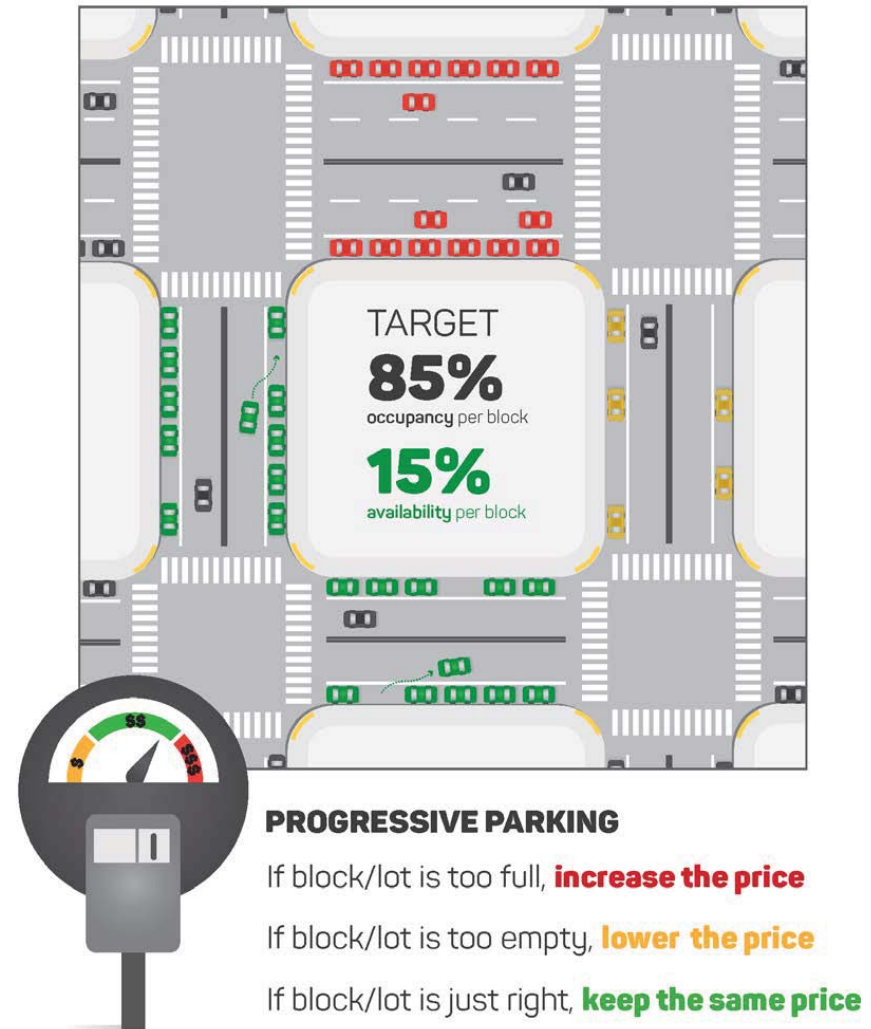 TARGET
85%
occupancy per block
15%
availability per block
$ $$ $$$
PROGRESSIVE PARKING
If block/lot is too full, increase the price
If block/lot is too empty, lower the price
If block/lot is just right, keep the same price